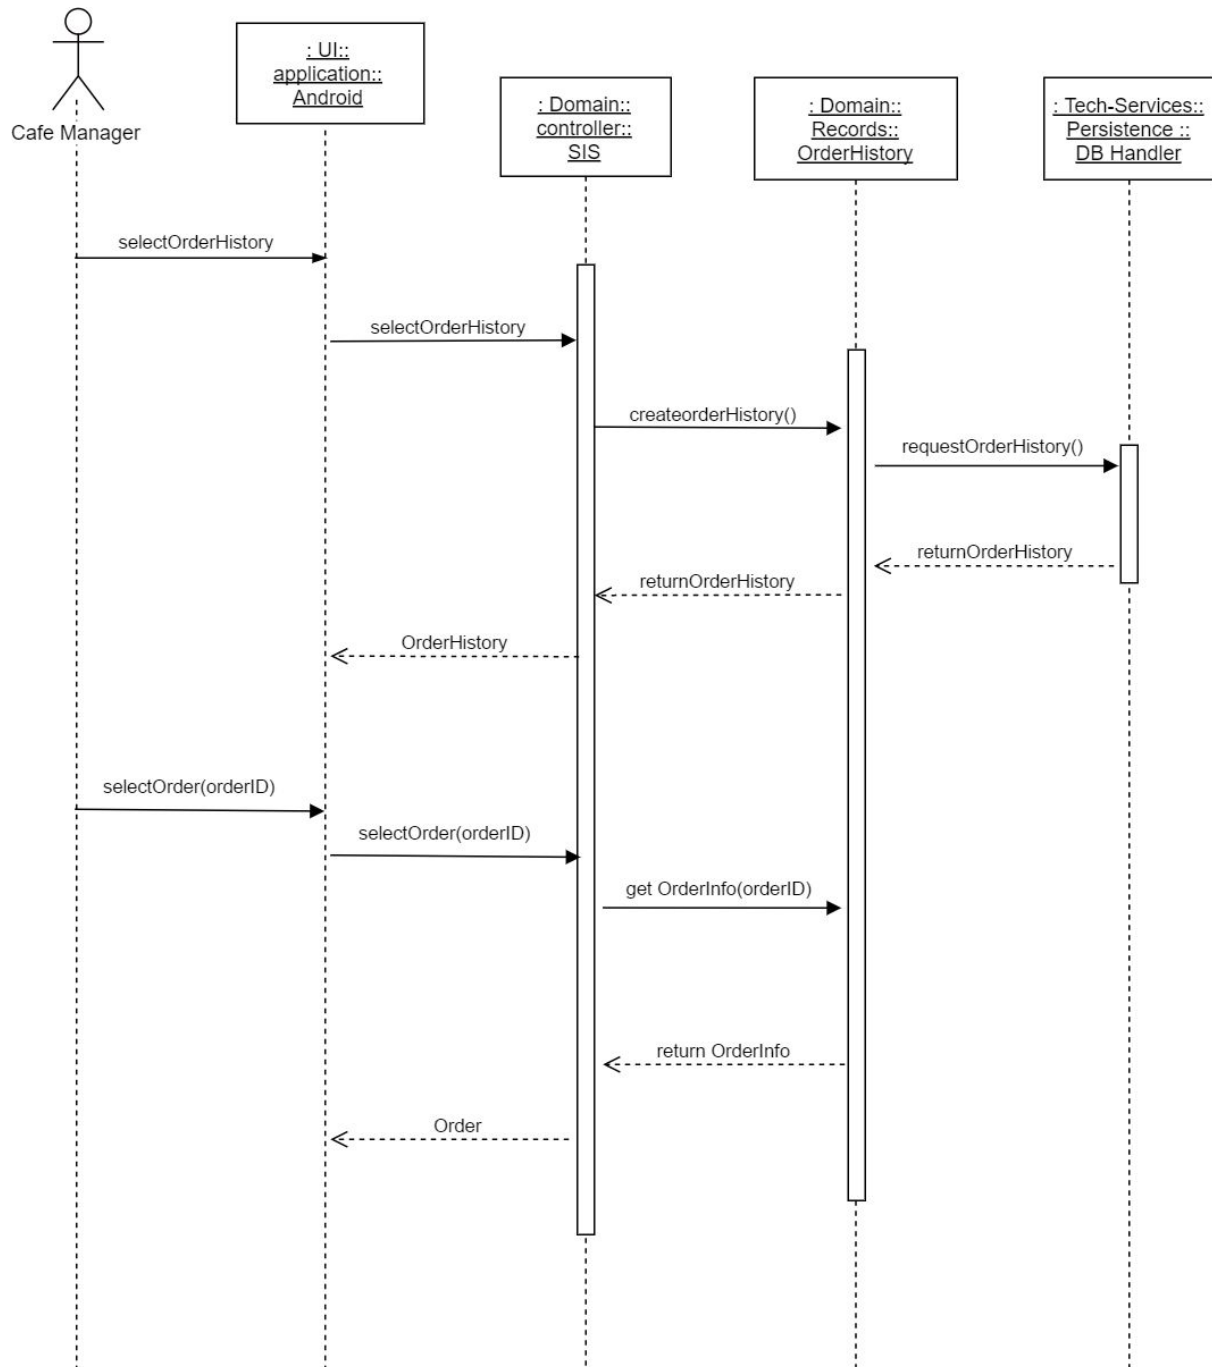 Cafe Manager
: UI::
application::
Android
: Domain::
controller::
SIS
: Domain::
Records::
OrderHistory
: Tech-Services::
Persistence ::
DB Handler
selectOrderHistory
selectOrderHistory
createorderHistory()
requestOrderHistory()
returnOrderHistory
returnOrderHistory
OrderHistory
selectOrder(orderID)
selectOrder(orderID)
get OrderInfo(orderID)
return OrderInfo
Order